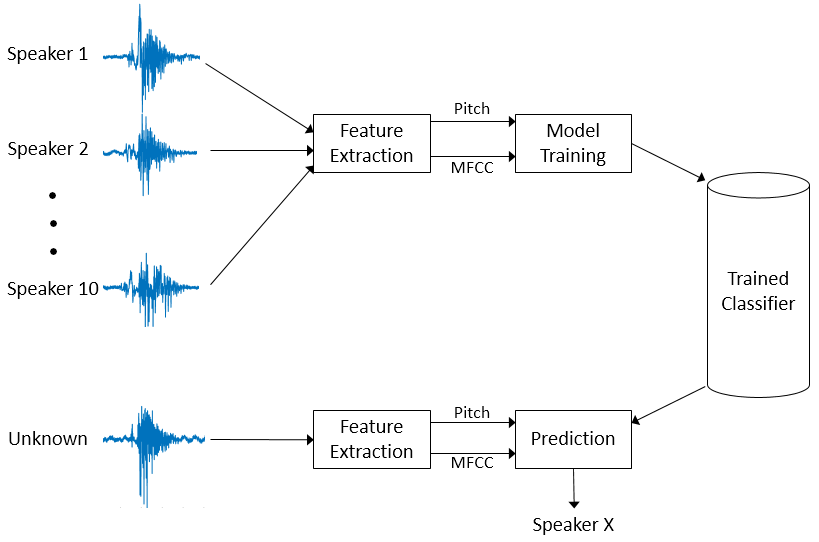 Speaker 1
Speaker 2
Speaker 10
Feature
Extraction
Pitch
MFCC
Model
Training
Trained
Classifier
Unknown
Feature
Extraction
Pitch
MFCC
Prediction
Speaker X